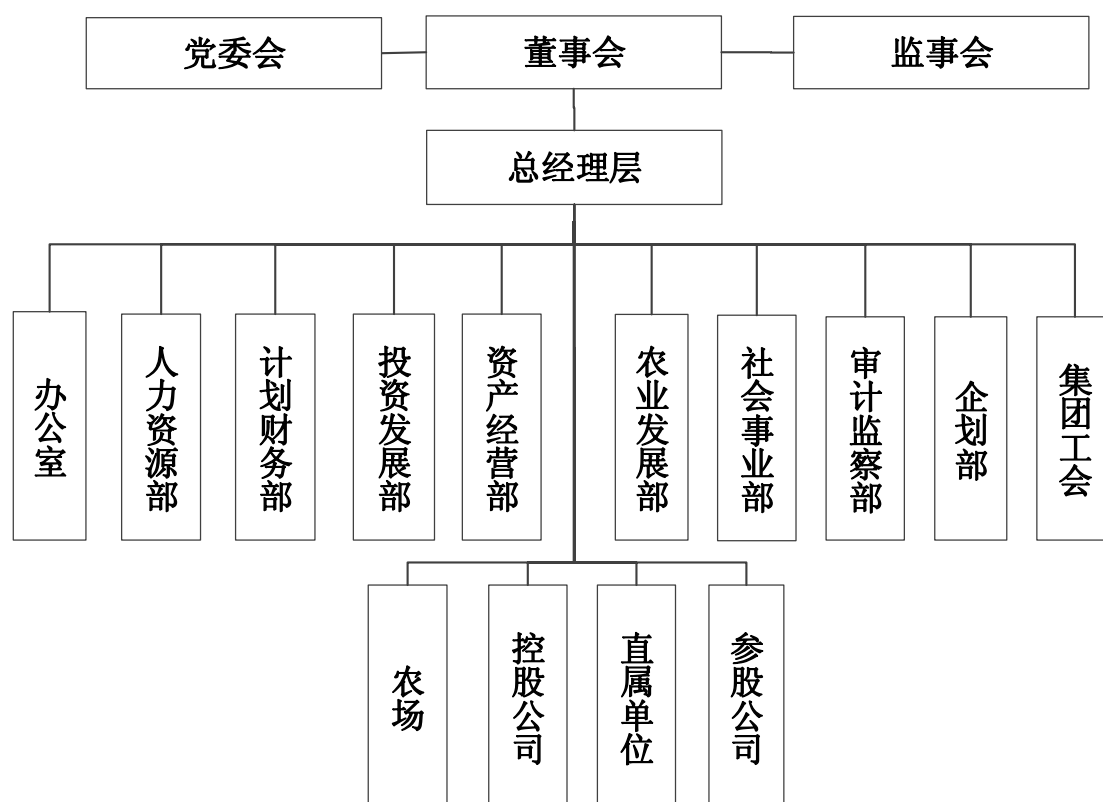 党委会
董事会
监事会
总经理层
办公室
人力资源部
计划财务部
投资发展部
资产经营部
农业发展部
社会事业部
审计监察部
企划部
集团工会
农场
控股公司
直属单位
参股公司